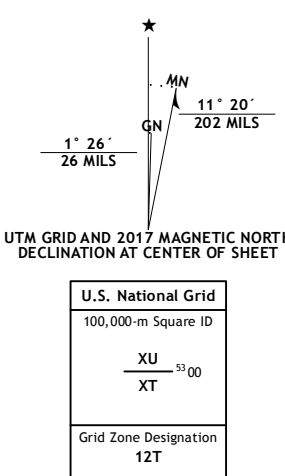 ★
MN
11° 20´
202 MILS
GN
1° 26´
26 MILS
UTM GRID AND 2017 MAGNETIC NORTH
DECLINATION AT CENTER OF SHEET
U.S. National Grid
100,000-m Square ID
XU
5300
XT
Grid Zone Designation
12T